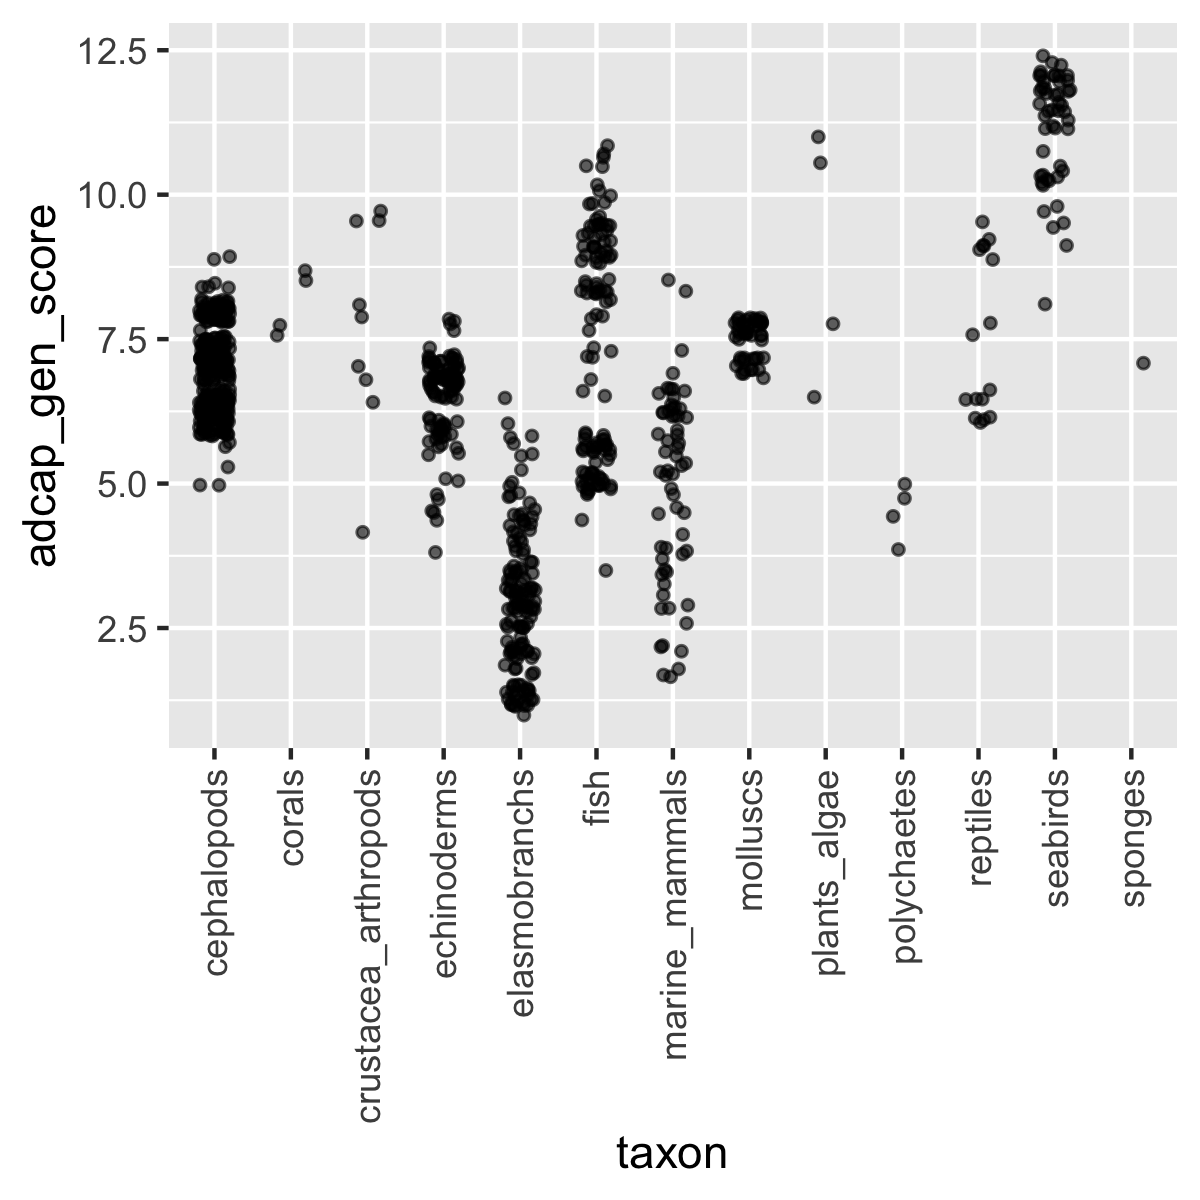 adcap_gen_score
12.5
10.0
7.5
5.0
2.5
cephalopods
corals
crustacea_arthropods
echinoderms
elasmobranchs
fish
marine_mammals
molluscs
plants_algae
polychaetes
reptiles
seabirds
sponges
taxon